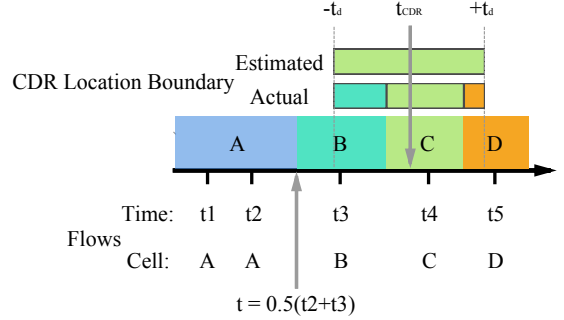 -td tCDR +td
Estimated
CDR Location Boundary
Actual
A B C D
Time: t1 t2 t3 t4 t5
Flows
Cell: A A B C D
t = 0.5(t2+t3)